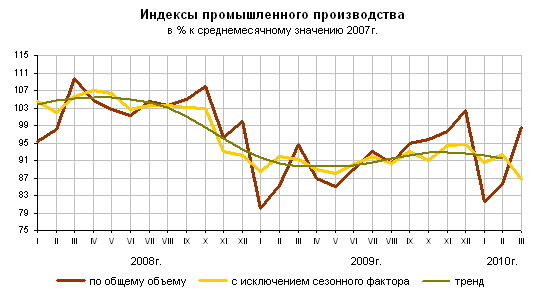 Индексы промышленного производства
в % к среднемесячному значению 2007г.
115
111
107
103
99
95
91
87
83
79
76
I II III IV V VI VII VIII IX X XI XII I II III IV V VI VII VIII IX X XI XII I II III
2008г. 2009г. 2010г.
по общему объему с исключением сезонного фактора тренд